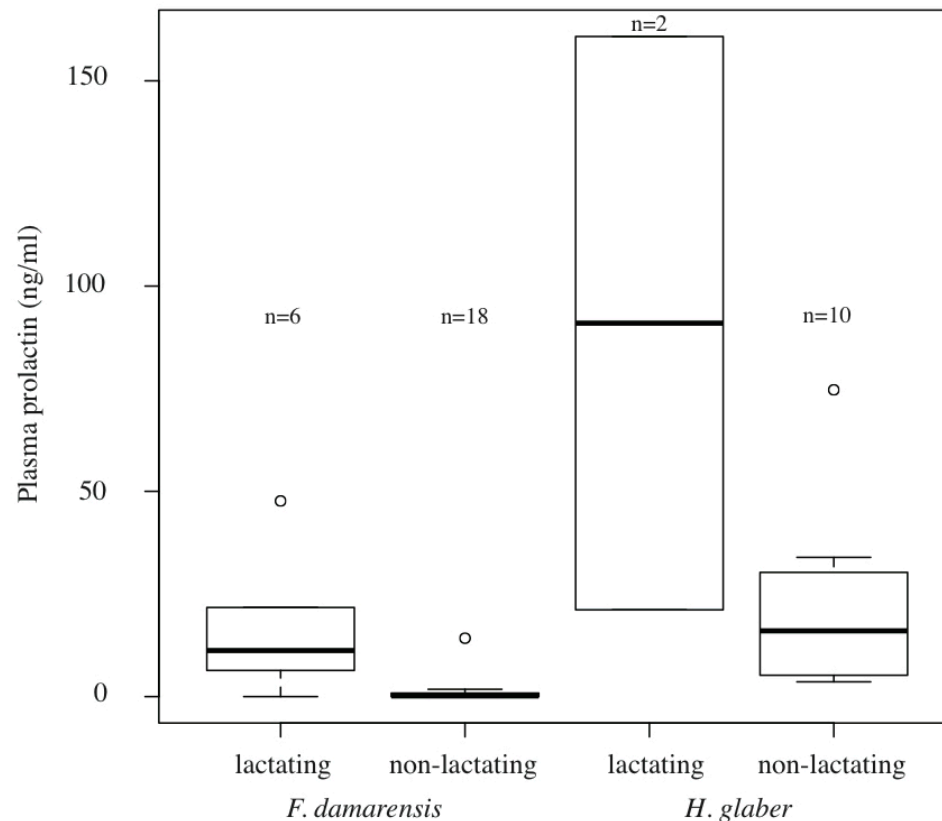 n=2
150
100
n=6 n=18 n=10
50
0
Plasma prolactin (ng/ml)
lactating non-lactating lactating non-lactating
F. damarensis H. glaber